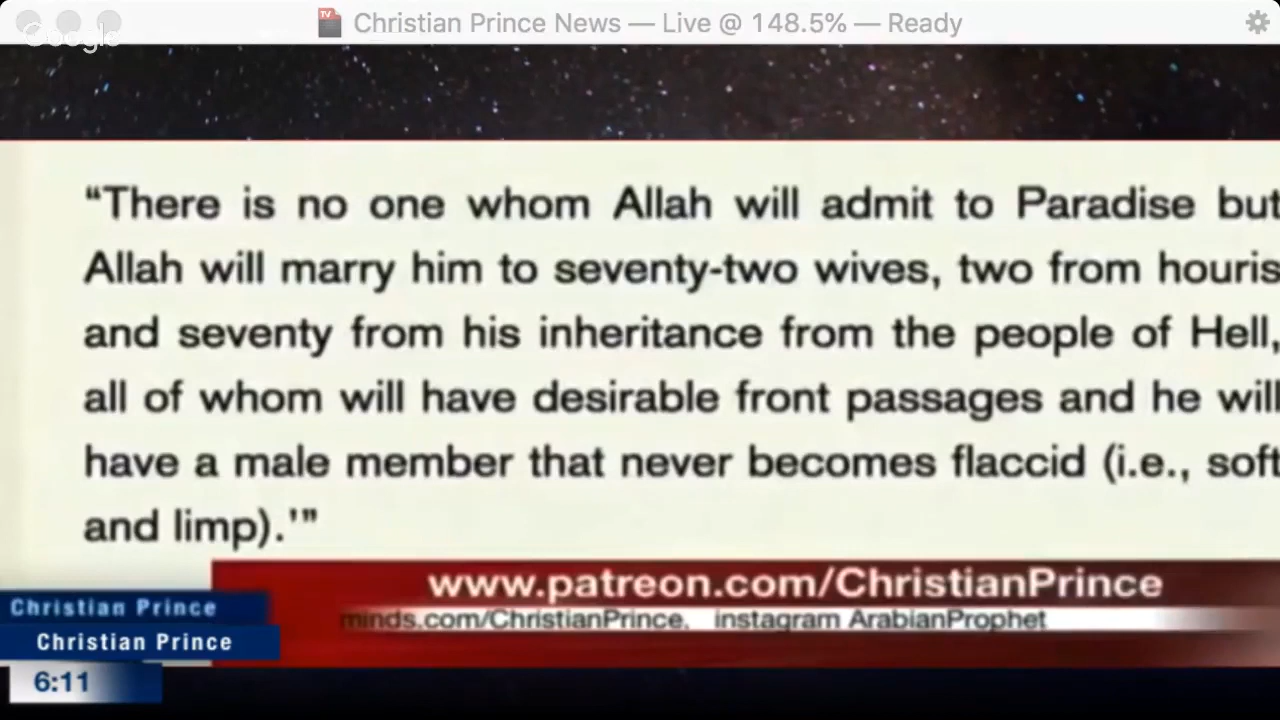 Christian Prince News — Live @ 148.5% — Ready
Google
“There is no one whom Allah will admit to Paradise but
Allah will marry him to seventy-two wives, two from houris
and seventy from his inheritance from the people of Hell,
all of whom will have desirable front passages and he will
have a male member that never becomes flaccid (i.e., soft
and limp).’”
www.patreon.com/ChristianPrince
minds.com/ChristianPrince, instagram ArabianProphet
Christian Prince
Christian Prince
6:11